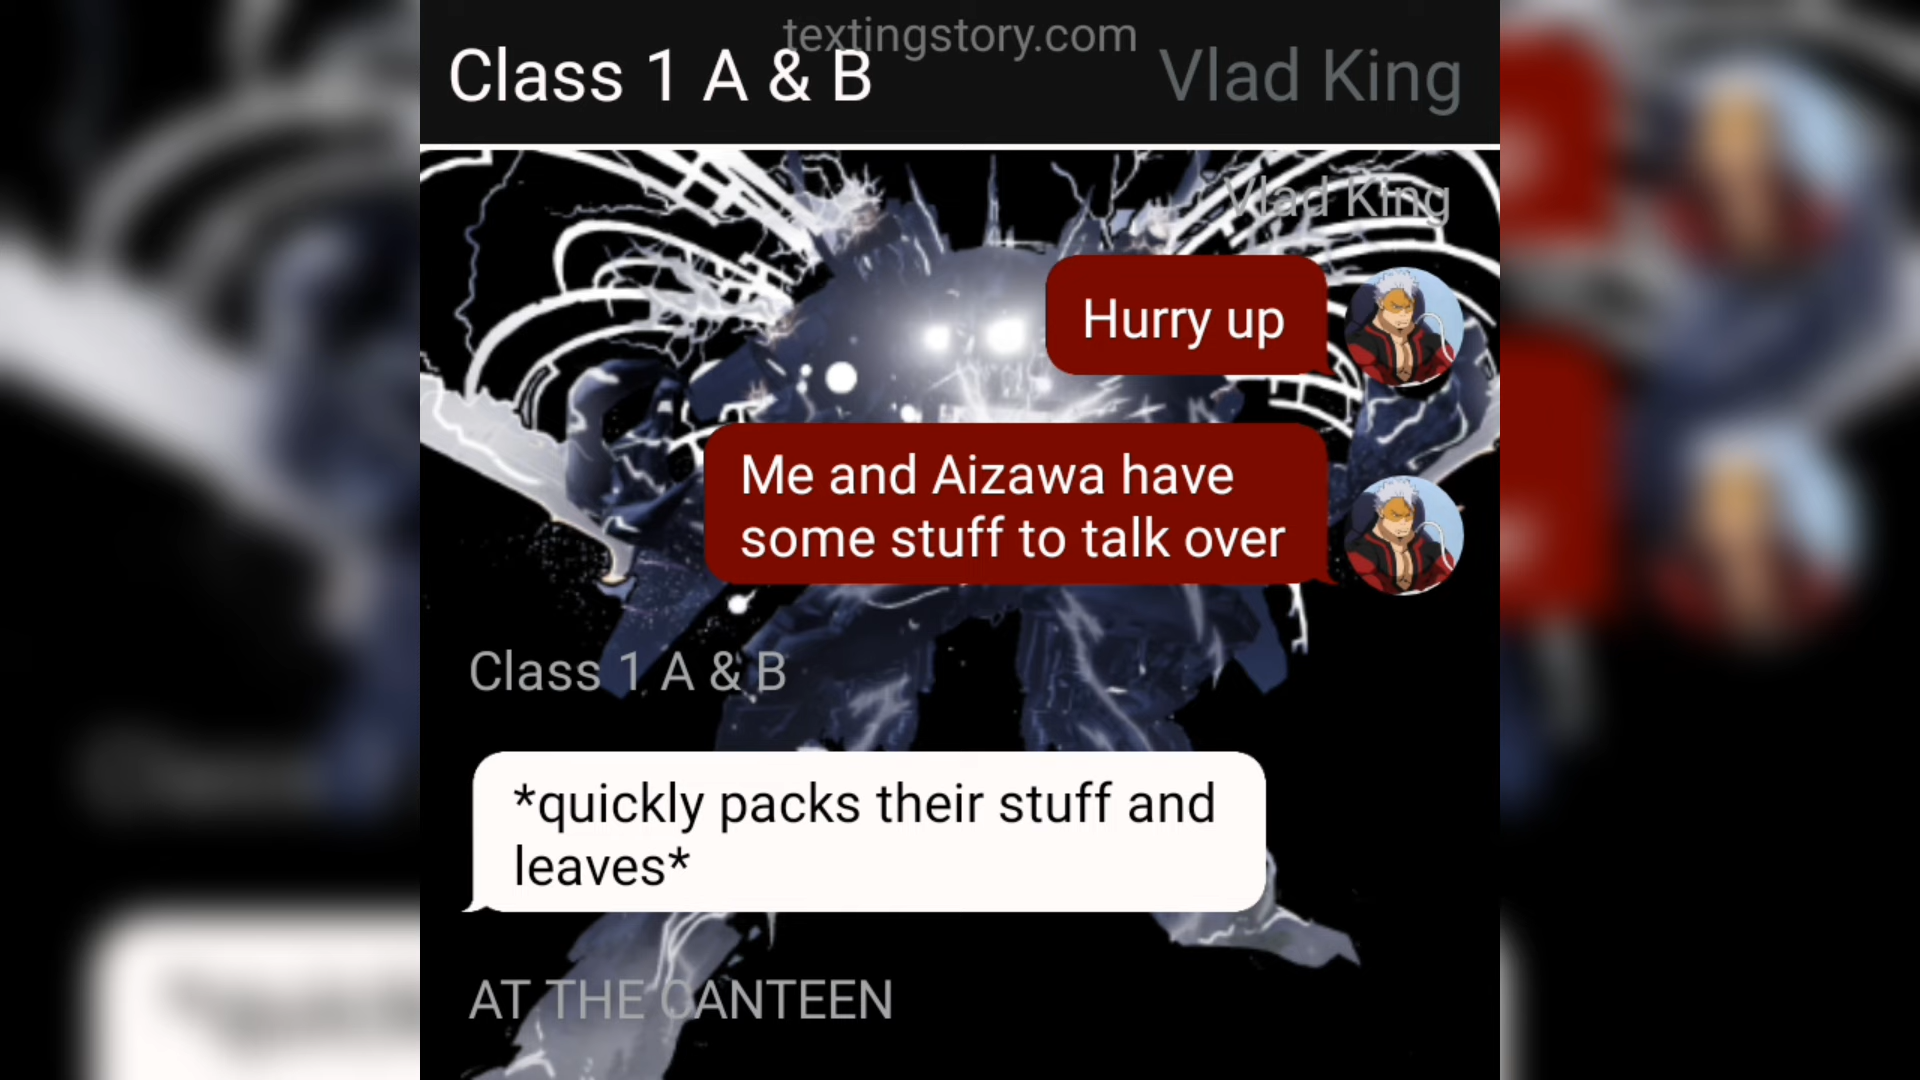 textingstory.com
Class 1 A & B
Vlad King
Vlad King
Hurry up
Me and Aizawa have
some stuff to talk over
Class 1 A & B
*quickly packs their stuff and
leaves*
AT THE CANTEEN